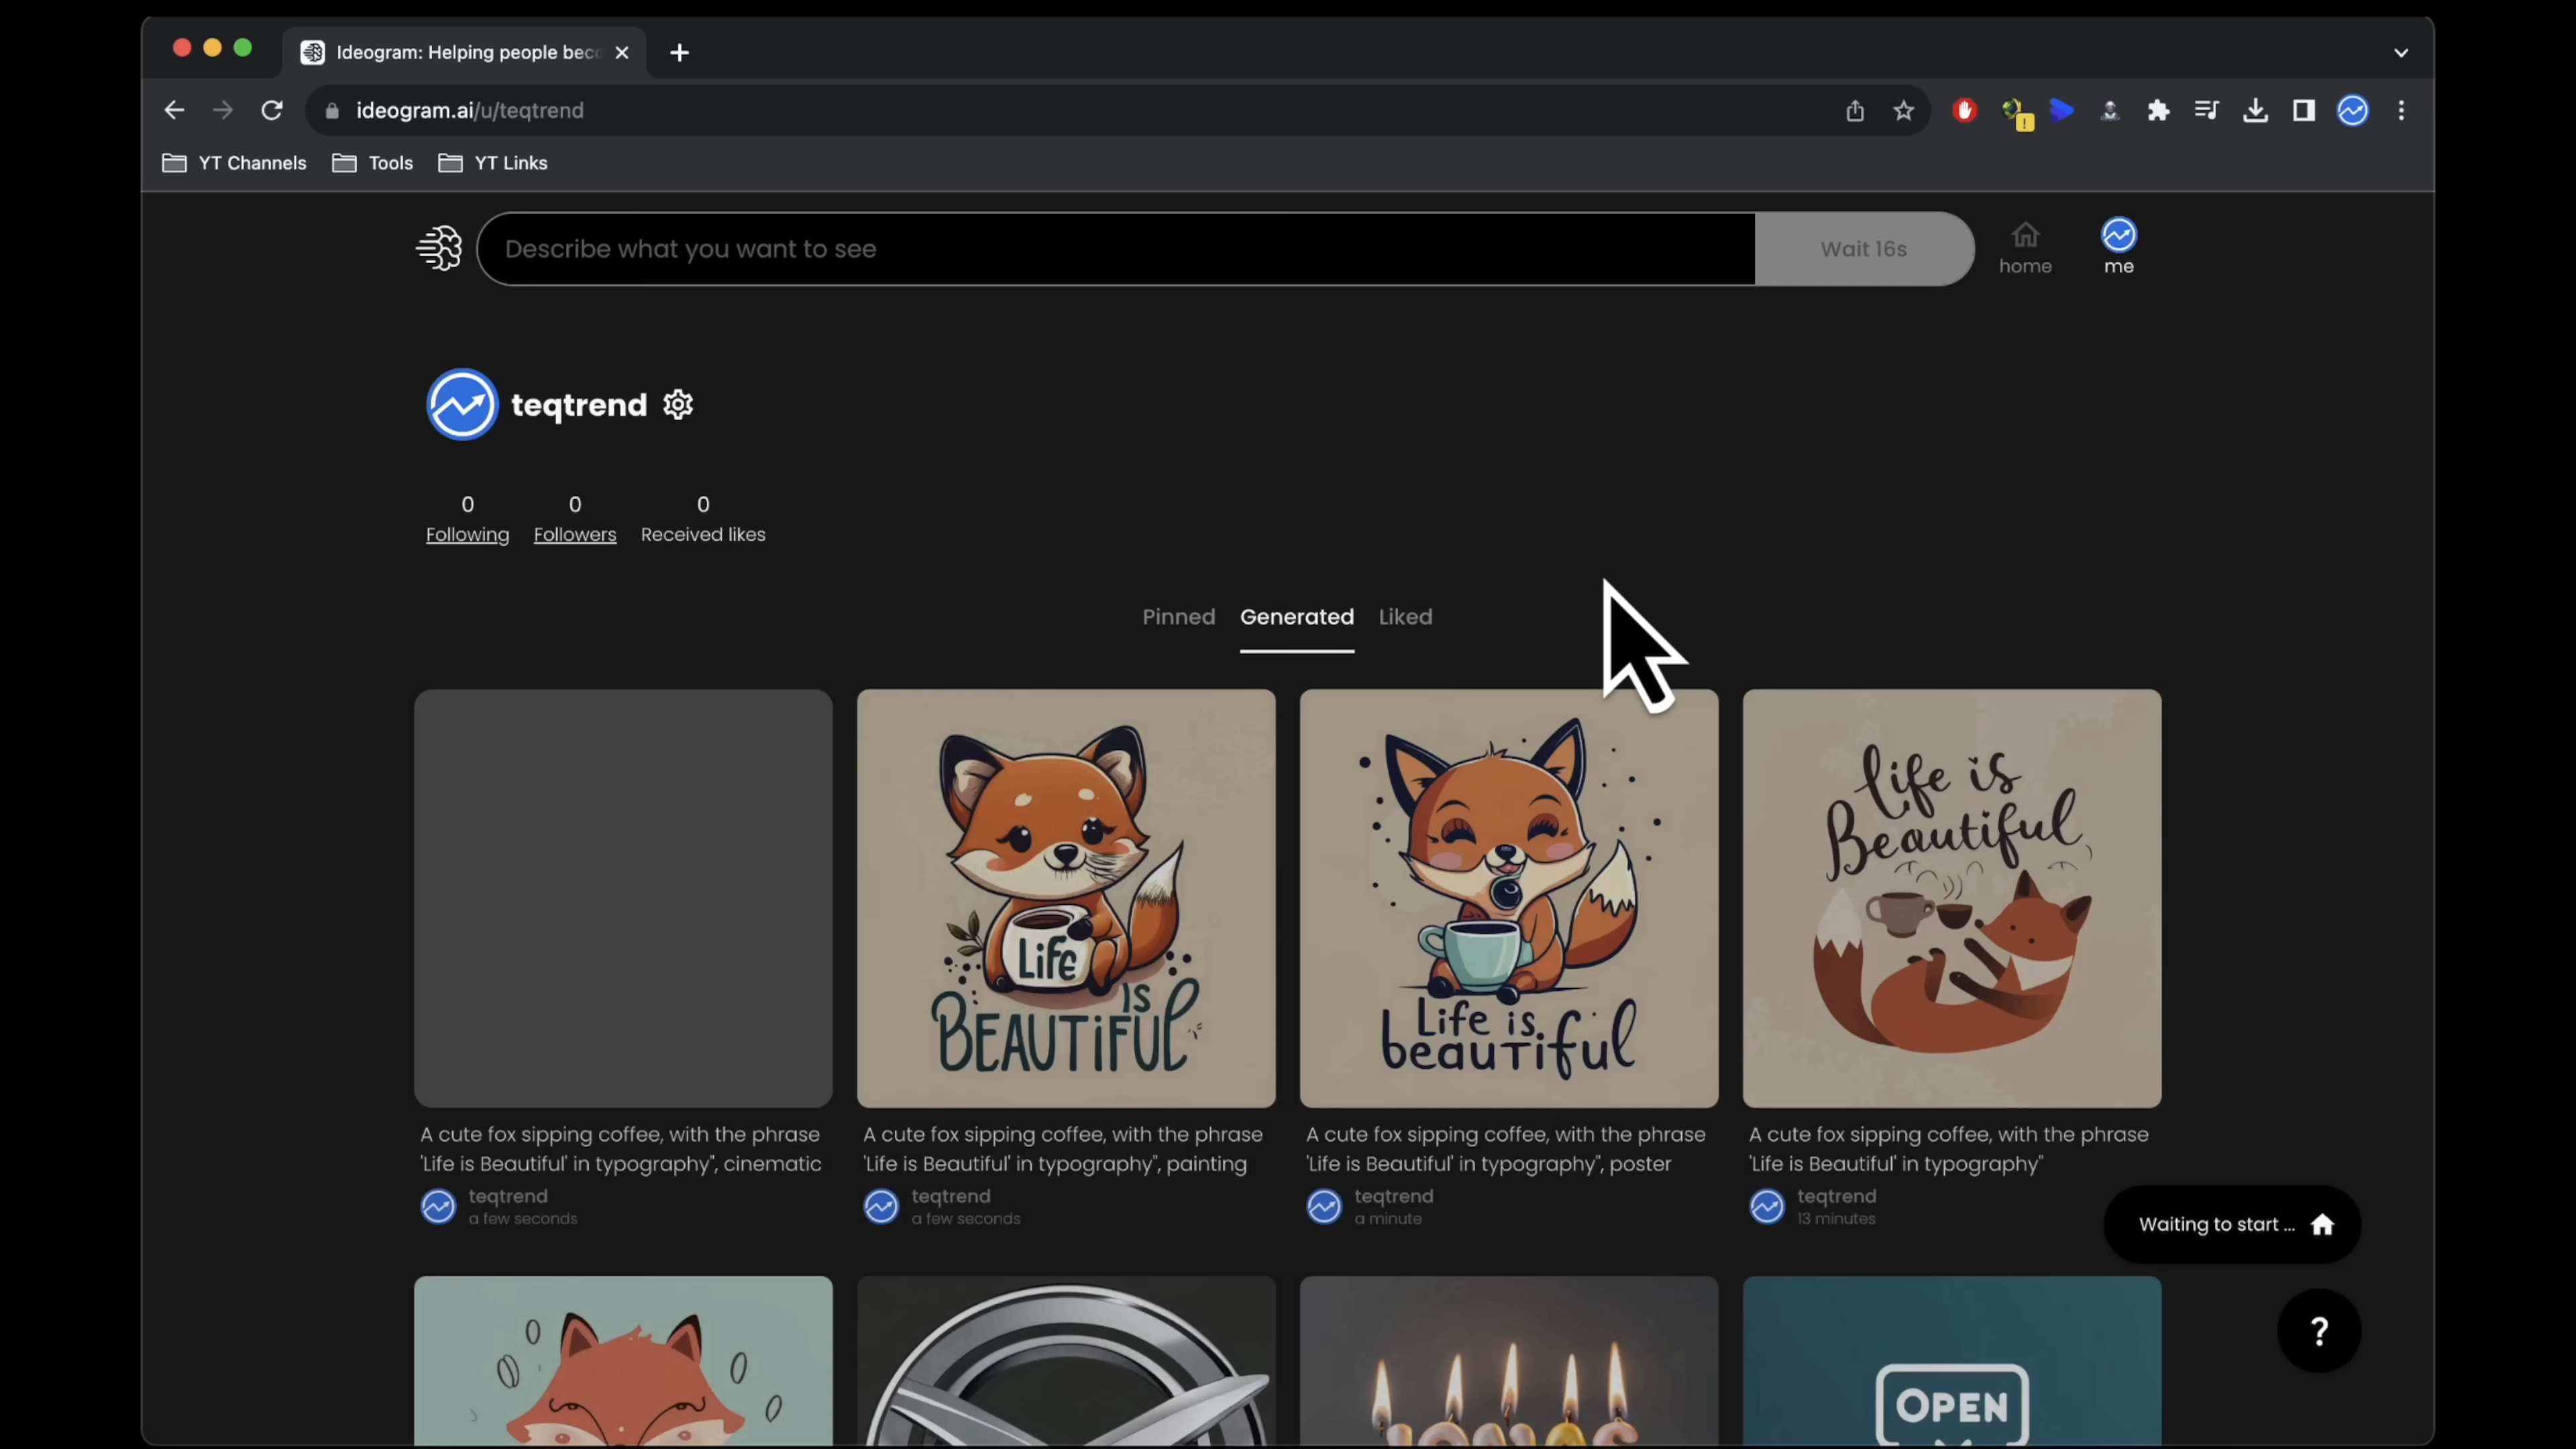 Ideogram: Helping people beco
ideogram.ai/u/teqtrend
YT Channels
Tools
YT Links
Describe what you want to see
Wait 16s
home
me
teqtrend
0
Following
0
Followers
0
Received likes
Pinned
Generated
Liked
Life
is
BEAUTiFUL
Life is
beautiful
life is
Beautiful
A cute fox sipping coffee, with the phrase
'Life is Beautiful' in typography", cinematic
teqtrend
a few seconds
A cute fox sipping coffee, with the phrase
'Life is Beautiful' in typography", painting
teqtrend
a few seconds
A cute fox sipping coffee, with the phrase
'Life is Beautiful' in typography", poster
teqtrend
a minute
A cute fox sipping coffee, with the phrase
'Life is Beautiful' in typography"
teqtrend
13 minutes
Waiting to start ...
?
OPEN